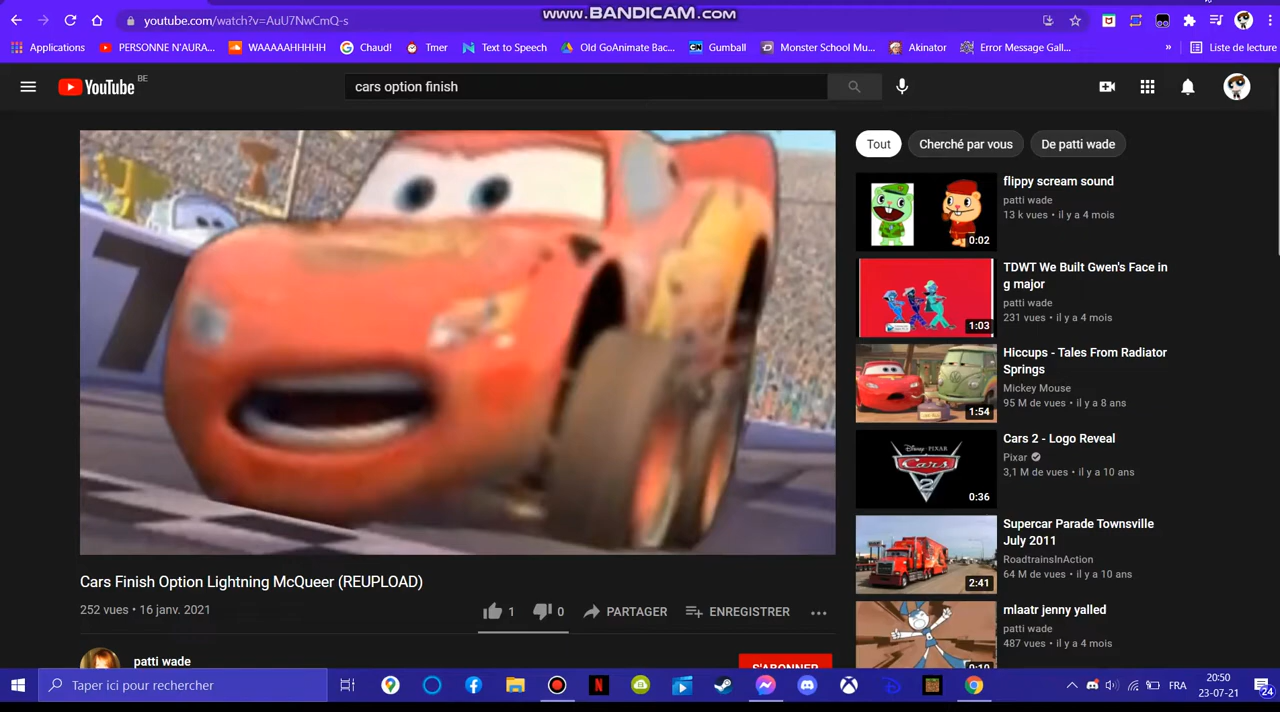 www.BANDICAM.com
youtube.com/watch?v=AuU7NwCmQ-s
Applications
PERSONNE N'AURA...
WAAAAAHHHHH
Chaud!
Tmer
Text to Speech
Old GoAnimate Bac...
Gumball
Monster School Mu...
Akinator
Error Message Gall...
»
Liste de lecture
YouTube BE
cars option finish
Tout
Cherché par vous
De patti wade
flippy scream sound
patti wade
13 k vues • il y a 4 mois
0:02
TDWT We Built Gwen's Face in
g major
patti wade
231 vues • il y a 4 mois
1:03
Hiccups - Tales From Radiator
Springs
Mickey Mouse
95 M de vues • il y a 8 ans
1:54
Cars 2 - Logo Reveal
Pixar
3,1 M de vues • il y a 10 ans
Disney • PIXAR
Cars
2
0:36
Supercar Parade Townsville
July 2011
RoadtrainsInAction
64 M de vues • il y a 10 ans
2:41
mlaatr jenny yalled
patti wade
487 vues • il y a 4 mois
0:10
Cars Finish Option Lightning McQueer (REUPLOAD)
252 vues • 16 janv. 2021
1
0
PARTAGER
ENREGISTRER
patti wade
S'ABONNER
Taper ici pour rechercher
FRA
20:50
23-07-21
24